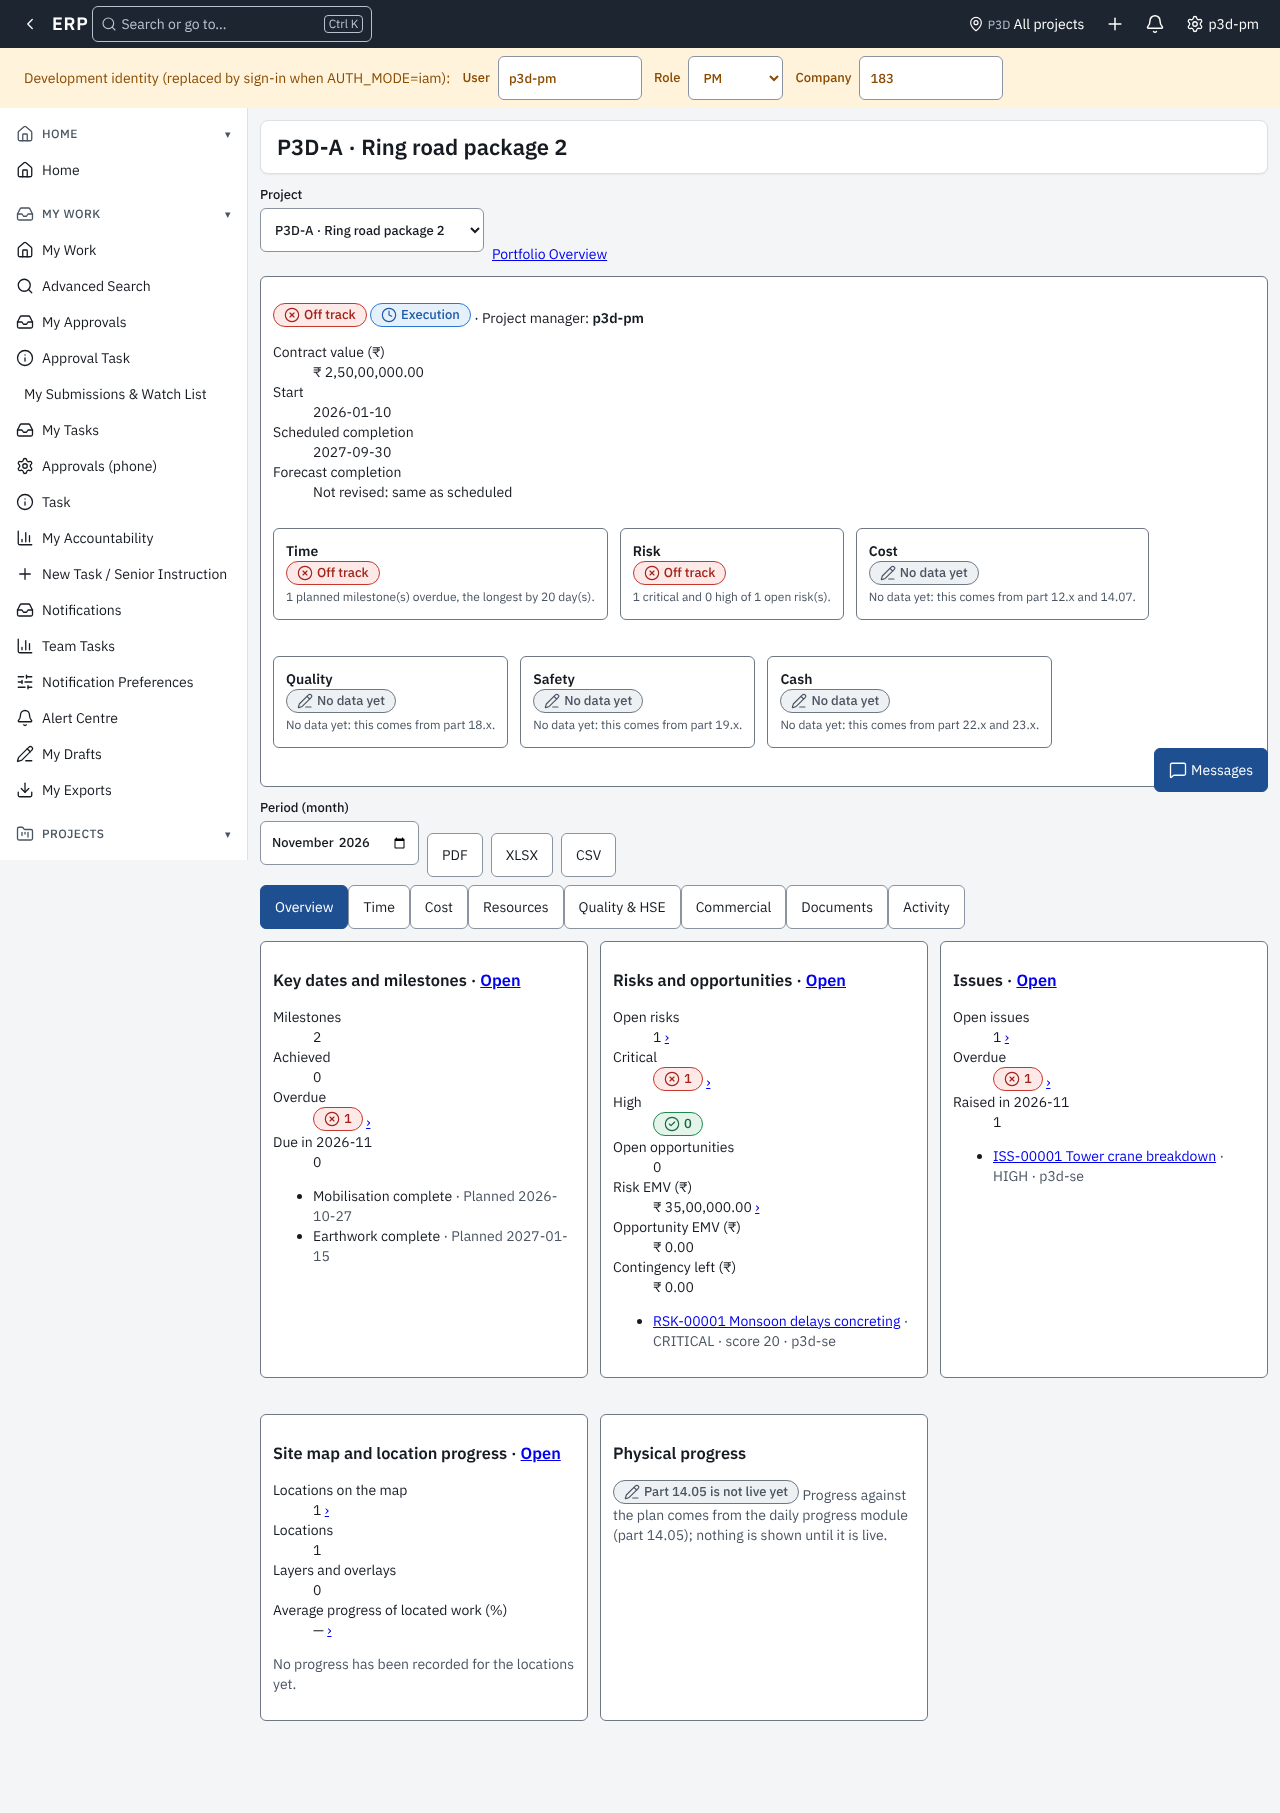 ERP
Search or go to...
Ctrl K
P3D All projects
p3d-pm
Development identity (replaced by sign-in when AUTH_MODE=iam):
User
p3d-pm
Role
PM
Company
183
HOME
Home
MY WORK
My Work
Advanced Search
My Approvals
Approval Task
My Submissions & Watch List
My Tasks
Approvals (phone)
Task
My Accountability
New Task / Senior Instruction
Notifications
Team Tasks
Notification Preferences
Alert Centre
My Drafts
My Exports
PROJECTS
P3D-A · Ring road package 2
Project
P3D-A · Ring road package 2
Portfolio Overview
Off track Execution · Project manager: p3d-pm
Contract value (₹)
₹ 2,50,00,000.00
Start
2026-01-10
Scheduled completion
2027-09-30
Forecast completion
Not revised: same as scheduled
Time
Off track
1 planned milestone(s) overdue, the longest by 20 day(s).
Risk
Off track
1 critical and 0 high of 1 open risk(s).
Cost
No data yet
No data yet: this comes from part 12.x and 14.07.
Quality
No data yet
No data yet: this comes from part 18.x.
Safety
No data yet
No data yet: this comes from part 19.x.
Cash
No data yet
No data yet: this comes from part 22.x and 23.x.
Messages
Period (month)
November 2026
PDF
XLSX
CSV
Overview
Time
Cost
Resources
Quality & HSE
Commercial
Documents
Activity
Key dates and milestones · Open
Milestones
2
Achieved
0
Overdue
1 ›
Due in 2026-11
0
• Mobilisation complete · Planned 2026-
10-27
• Earthwork complete · Planned 2027-01-
15
Risks and opportunities · Open
Open risks
1 ›
Critical
1 ›
High
0
Open opportunities
0
Risk EMV (₹)
₹ 35,00,000.00 ›
Opportunity EMV (₹)
₹ 0.00
Contingency left (₹)
₹ 0.00
• RSK-00001 Monsoon delays concreting ·
CRITICAL · score 20 · p3d-se
Issues · Open
Open issues
1 ›
Overdue
1 ›
Raised in 2026-11
1
• ISS-00001 Tower crane breakdown ·
HIGH · p3d-se
Site map and location progress · Open
Locations on the map
1 ›
Locations
1
Layers and overlays
0
Average progress of located work (%)
— ›
No progress has been recorded for the locations
yet.
Physical progress
Part 14.05 is not live yet Progress against
the plan comes from the daily progress module
(part 14.05); nothing is shown until it is live.